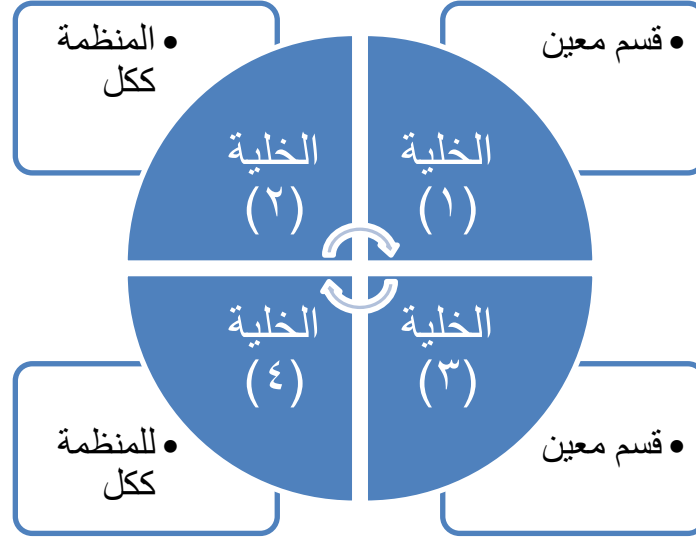 • قسم معين
• المنظمة
ككل
الخلية
(١)
الخلية
(٢)
الخلية
(٣)
الخلية
(٤)
• قسم معين
• للمنظمة
ككل